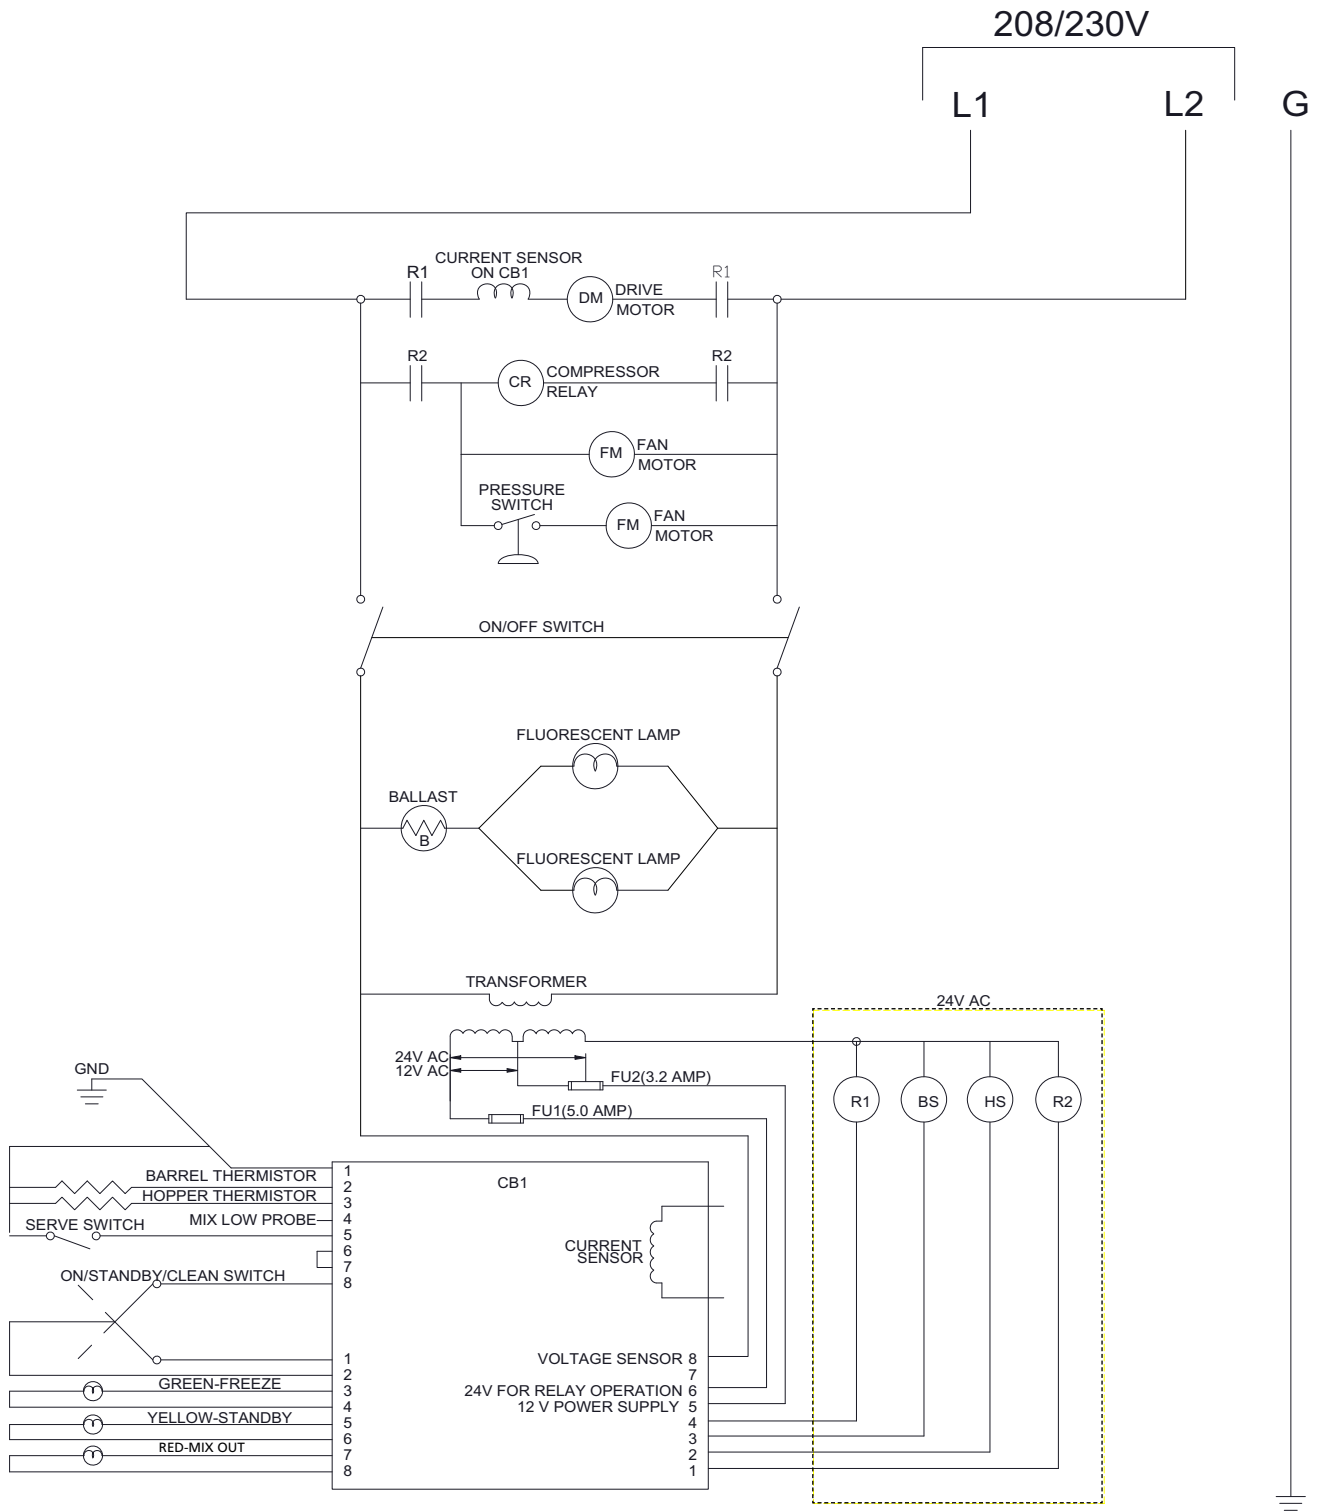 208/230V
L1
L2
G
CURRENT SENSOR
ON CB1
R1
R1
DM
DRIVE
MOTOR
R2
R2
CR
COMPRESSOR
RELAY
FM
FAN
MOTOR
PRESSURE
SWITCH
FM
FAN
MOTOR
ON/OFF SWITCH
FLUORESCENT LAMP
BALLAST
B
FLUORESCENT LAMP
TRANSFORMER
24V AC
24V AC
12V AC
FU2(3.2 AMP)
FU1(5.0 AMP)
R1
BS
HS
R2
GND
CB1
BARREL THERMISTOR
HOPPER THERMISTOR
MIX LOW PROBE
SERVE SWITCH
ON/STANDBY/CLEAN SWITCH
1
2
3
4
5
6
7
8
CURRENT
SENSOR
1
2
3
4
5
6
7
8
GREEN-FREEZE
YELLOW-STANDBY
RED-MIX OUT
VOLTAGE SENSOR 8
7
24V FOR RELAY OPERATION 6
12 V POWER SUPPLY 5
4
3
2
1